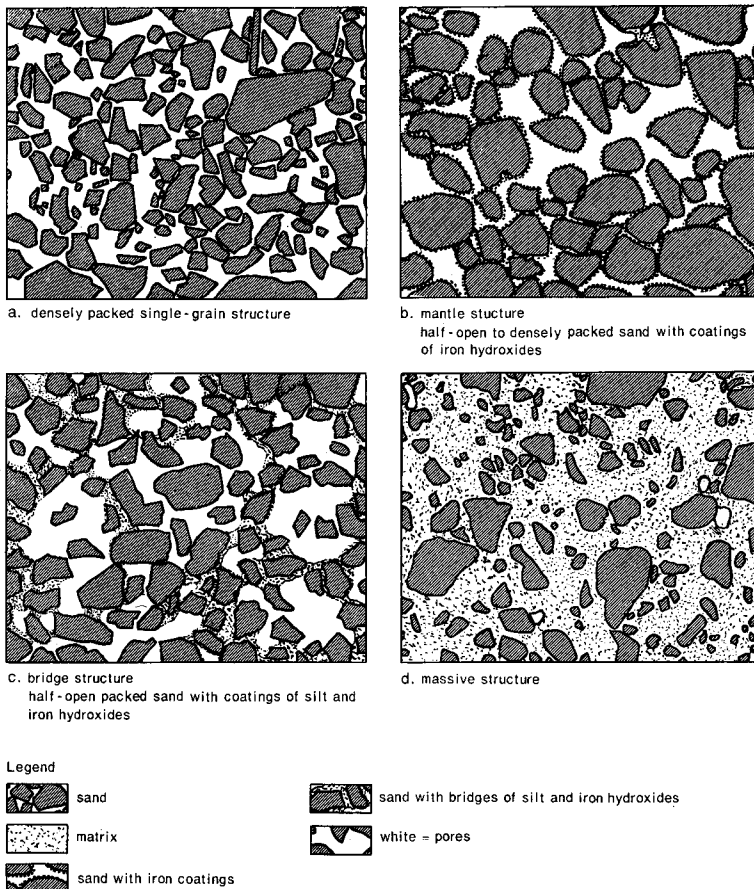 a. densely packed single-grain structure
b. mantle stucture
half-open to densely packed sand with coatings
of iron hydroxides
c. bridge structure
half-open packed sand with coatings of silt and
iron hydroxides
d. massive structure
Legend
sand
matrix
sand with iron coatings
sand with bridges of silt and iron hydroxides
white = pores